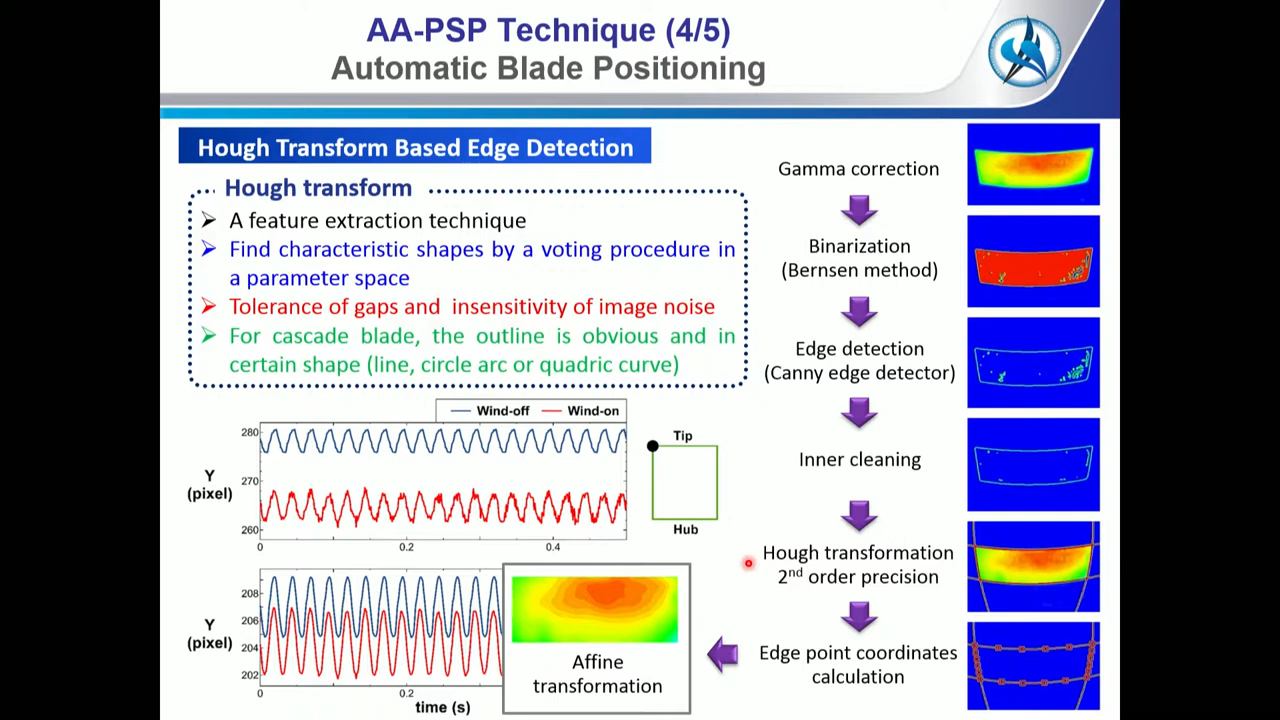 AA-PSP Technique (4/5)
Automatic Blade Positioning
Hough Transform Based Edge Detection
Hough transform
A feature extraction technique
Find characteristic shapes by a voting procedure in
a parameter space
Tolerance of gaps and insensitivity of image noise
For cascade blade, the outline is obvious and in
certain shape (line, circle arc or quadric curve)
Gamma correction
Binarization
(Bernsen method)
Edge detection
(Canny edge detector)
Inner cleaning
Hough transformation
2nd order precision
Edge point coordinates
calculation
Wind-off Wind-on
280
270
260
Y
(pixel)
0 0.2 0.4
Tip
Hub
208
206
204
202
Y
(pixel)
0 0.2
time (s)
Affine
transformation